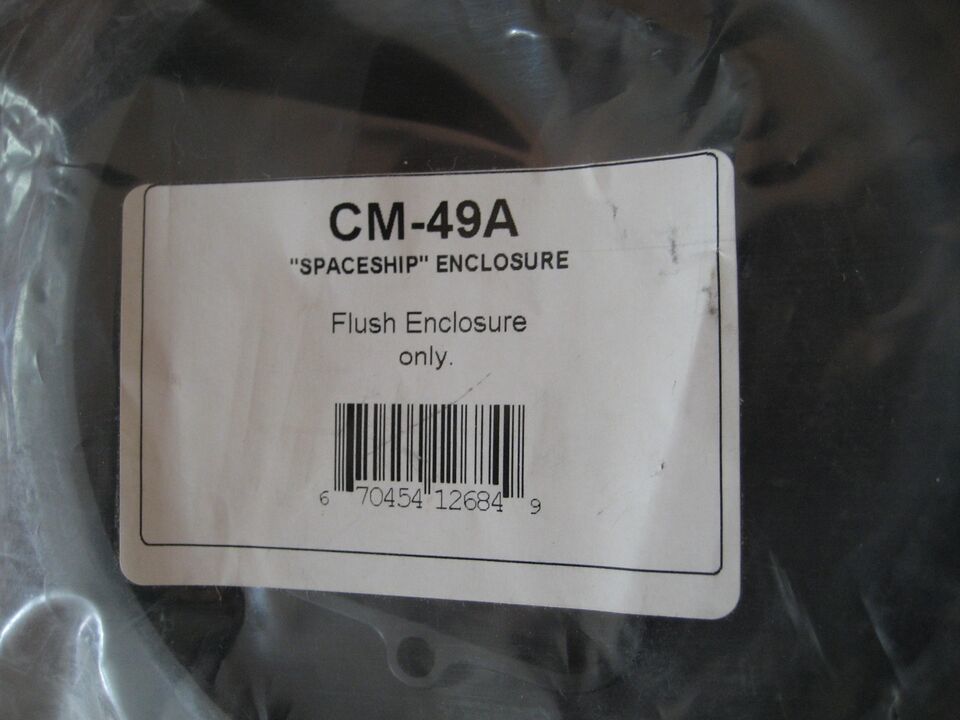 CM-49A
"SPACESHIP" ENCLOSURE
Flush Enclosure
only.
6 70454 12684 9